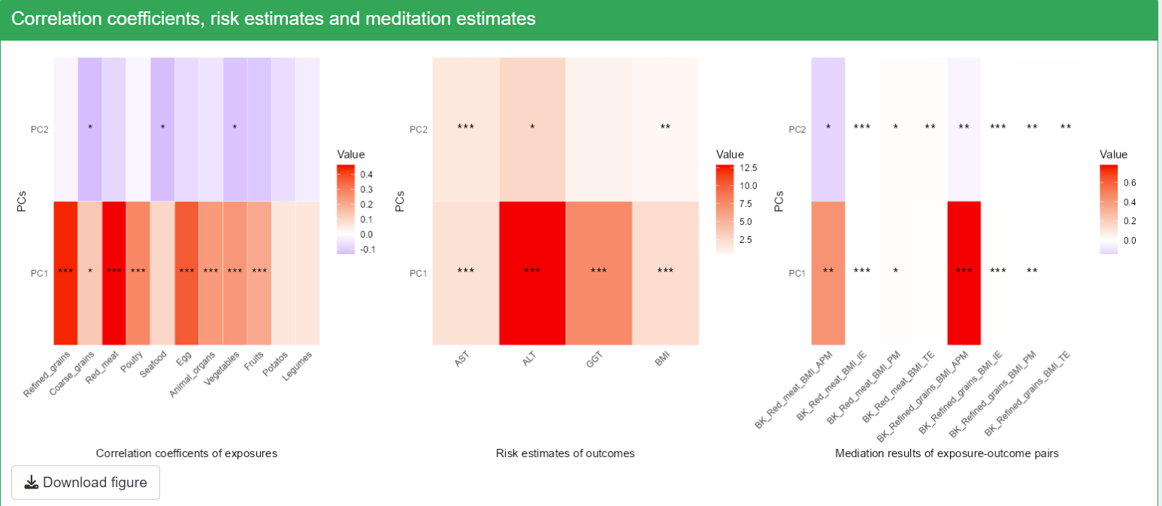 Correlation coefficients, risk estimates and meditation estimates
PCs
PC2
* * *
PC1
*** * *** *** *** *** *** ***
Refined_grains
Coarse_grains
Red_meat
Poutry
Seafood
Egg
Animal_organs
Vegetables
Fruits
Potatos
Legumes
Value
0.4
0.3
0.2
0.1
0.0
-0.1
Correlation coefficents of exposures
PCs
PC2
*** * **
PC1
*** *** *** ***
AST
ALT
GGT
BMI
Value
12.5
10.0
7.5
5.0
2.5
Risk estimates of outcomes
PCs
PC2
* *** * ** ** *** ** **
PC1
** *** * *** *** **
BK_Red_meat_BMI_APM
BK_Red_meat_BMI_IE
BK_Red_meat_BMI_PM
BK_Red_meat_BMI_TE
BK_Refined_grains_BMI_APM
BK_Refined_grains_BMI_IE
BK_Refined_grains_BMI_PM
BK_Refined_grains_BMI_TE
Value
0.6
0.4
0.2
0.0
Mediation results of exposure-outcome pairs
Download figure